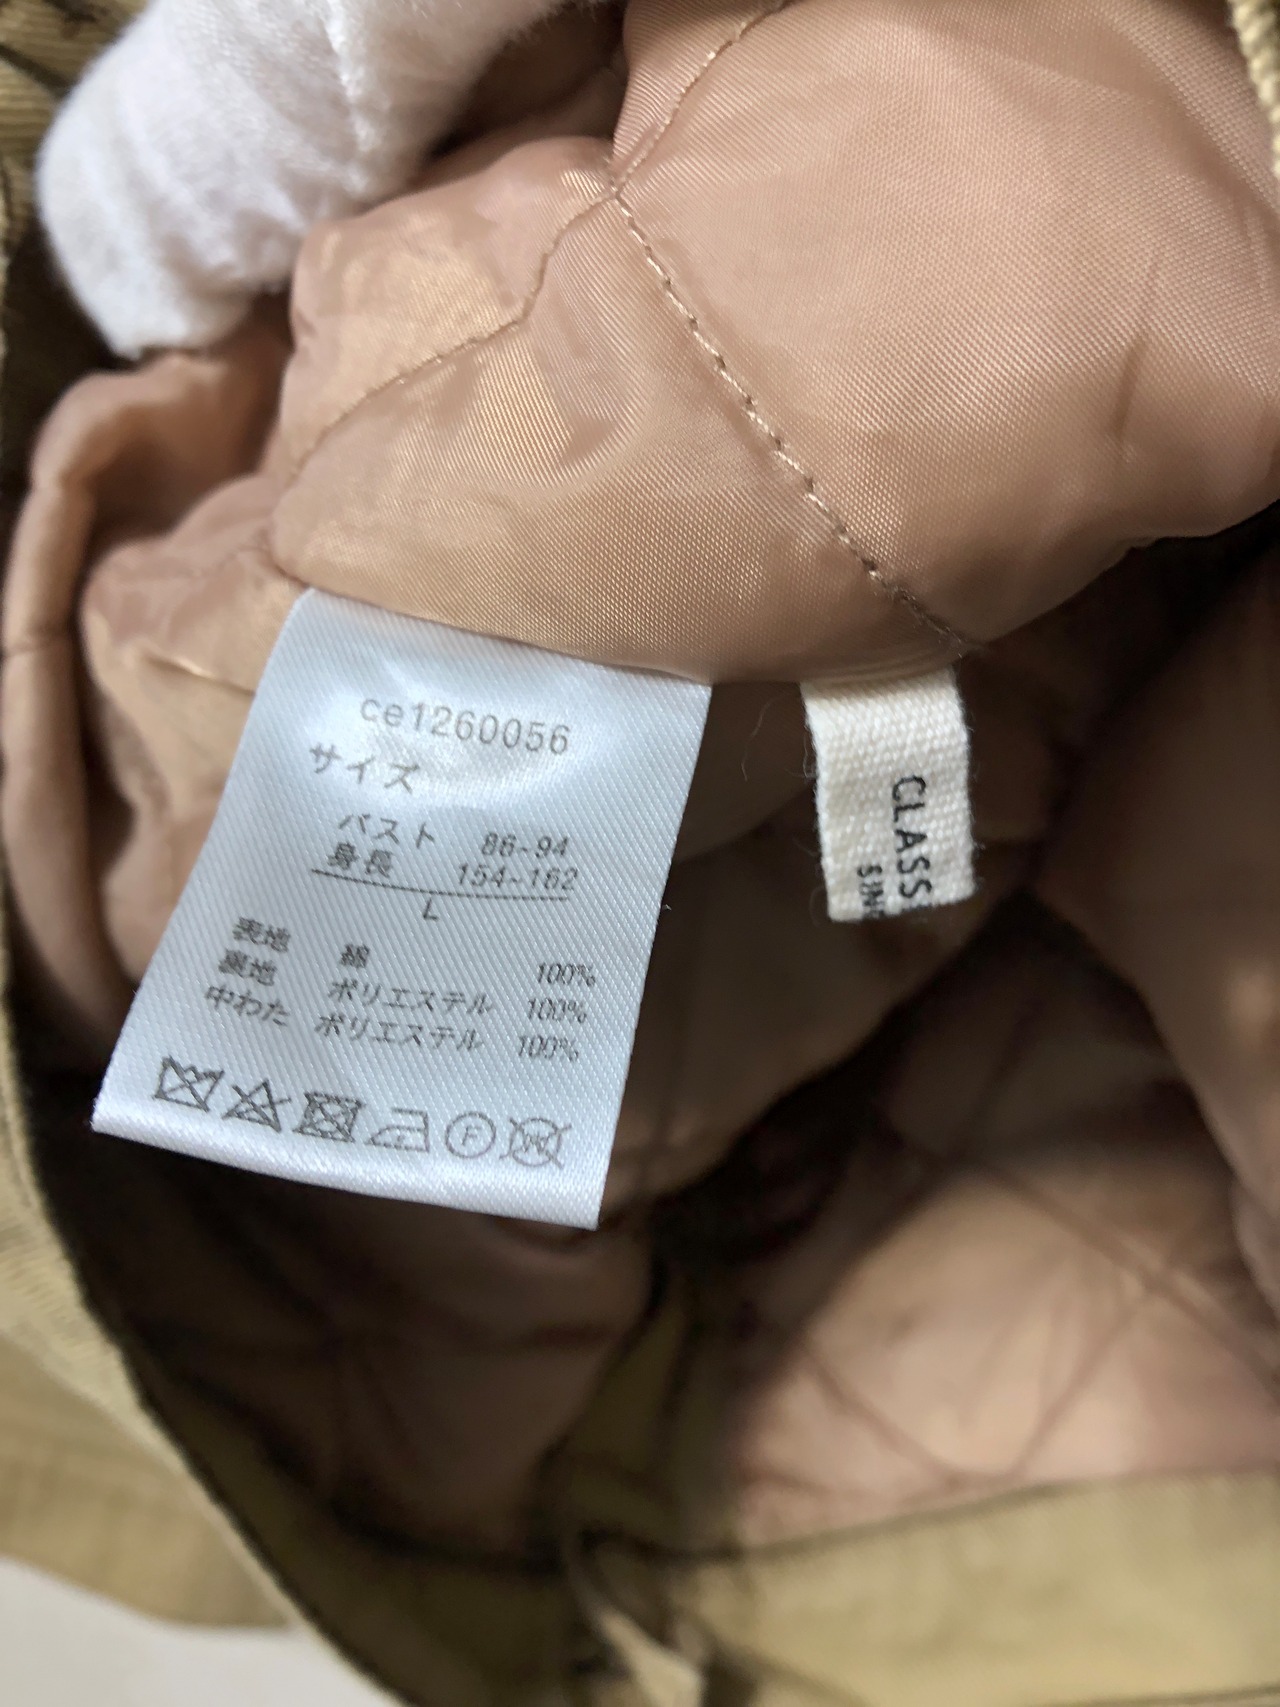 ce1260056
サイズ
バスト 86~94
身長 154~162
L
表地 綿 100%
裏地 ポリエステル 100%
中わた ポリエステル 100%
F
W
CLASS